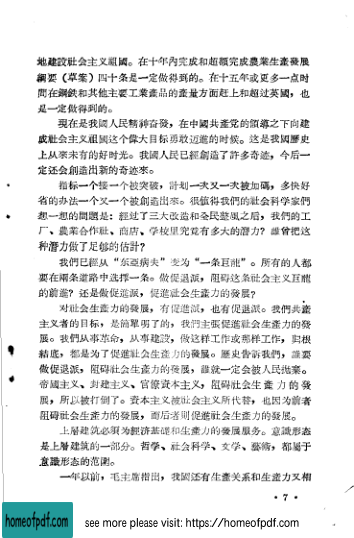 地建設社会主义祖國。在十年內完成和超额完成農業生產發展
綱要（草案）四十条是一定做得到的。在十五年或更多一点时
間在鋼鉄和其他主要工業產品的產量方面赶上和超过英國，也
是一定做得到的。
現在是我國人民精神奋發，在中國共產党的領導之下向建
成社会主义祖國这个偉大目标勇敢迈進的时候。这是我國曆史
上从來未有的好时光。我國人民已經創造了許多奇迹，今后一
定还会創造出新的奇迹來。
指标一个接一个被突破，計划一次又一次被加碼，多快好
省的办法一个又一个被創造出來。很值得我們的社会科学家們
想一想的問題是：經过了三大改造和全民整風之后，我們的工
厂、農業合作社、商店、学校里究竟有多大的潛力？誰曾把这
种潛力做了足够的估計？
我們已經从“东亞病夫”变为“一条巨龍”。所有的人都
要在兩条道路中选擇一条。做促退派，阻碍这条社会主义巨龍
的前進？还是做促進派，促進社会生產力的發展？
对社会生產力的發展，有促進派，也有促退派。我們共產
主义者的目标，是簡單明了的，我們主張促進社会生產力的發
展。我們从事革命，从事建設，做这样工作或那样工作，归根
結底，都是为了促進社会生產力的發展。歷史告訴我們，誰要
做促退派，阻碍社会生產力的發展，誰就一定会被人民拋棄。
帝國主义、封建主义、官僚資本主义，阻碍社会生產力的發
展，所以被打倒了。資本主义被社会主义所代替，也因为前者
阻碍社会生產力的發展，而后者則促進社会生產力的發展。
上層建筑必須为經济基础和生產力的發展服务。意識形态
是上層建筑的一部分。哲学、社会科学、文学、藝術，都屬于
意識形态的范圍。
一年以前，毛主席指出，我國还有生產关系和生產力又相
· 7 ·
homeofpdf.com
see more please visit: https://homeofpdf.com